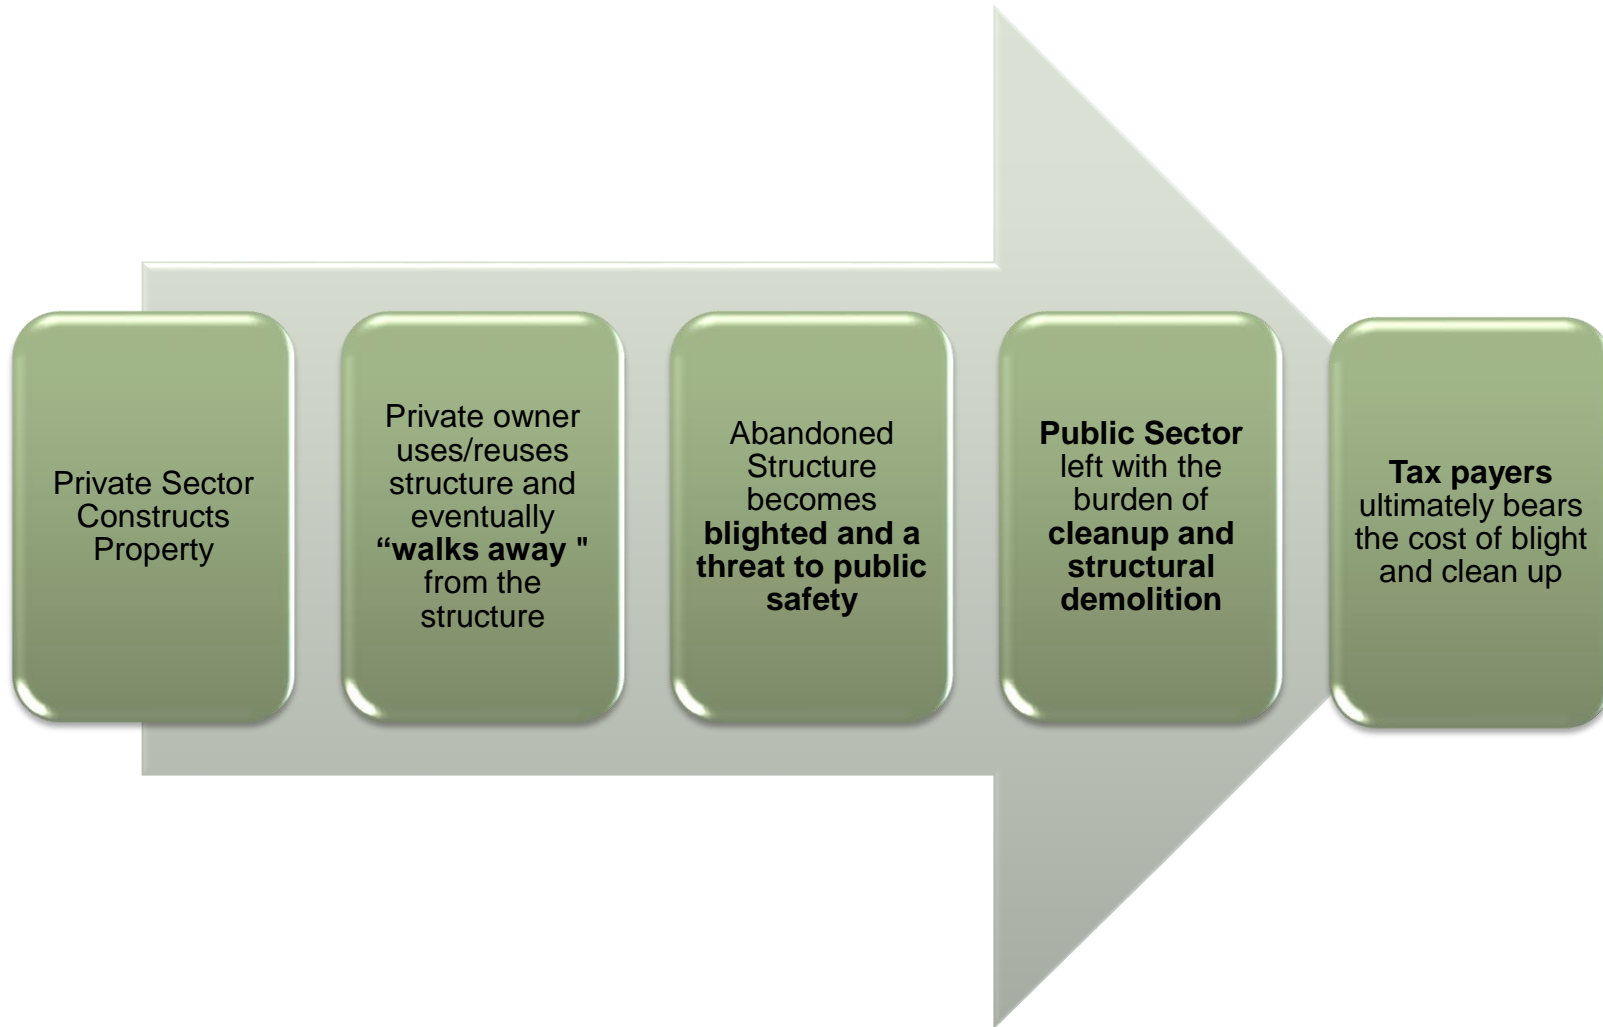 Private Sector
Constructs
Property
Private owner
uses/reuses
structure and
eventually
“walks away "
from the
structure
Abandoned
Structure
becomes
blighted and a
threat to public
safety
Public Sector
left with the
burden of
cleanup and
structural
demolition
Tax payers
ultimately bears
the cost of blight
and clean up